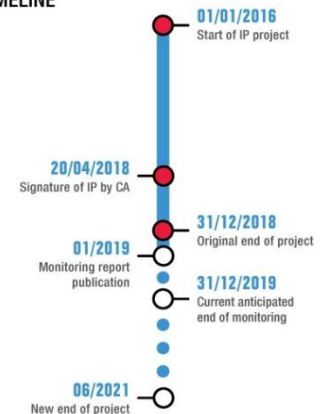 MELINE
01/01/2016
Start of IP project
20/04/2018
Signature of IP by CA
31/12/2018
Original end of project
01/2019
Monitoring report
publication
31/12/2019
Current anticipated
end of monitoring
06/2021
New end of project